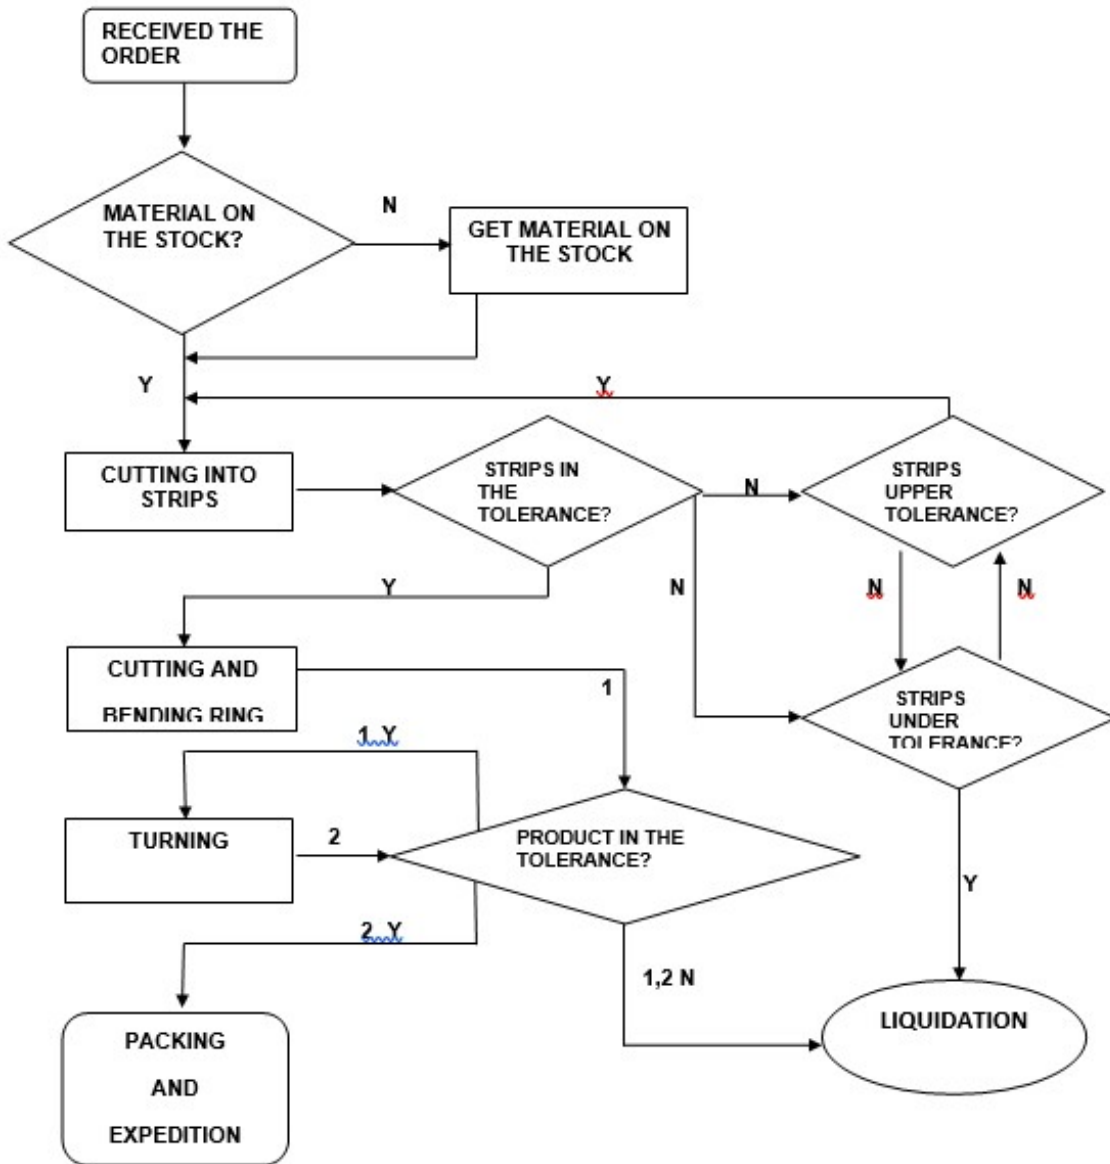 RECEIVED THE
ORDER
MATERIAL ON
THE STOCK?
N
GET MATERIAL ON
THE STOCK
Y
Y
CUTTING INTO
STRIPS
STRIPS IN
THE
TOLERANCE?
N
STRIPS
UPPER
TOLERANCE?
Y
N
N
N
CUTTING AND
BENDING RING
1
STRIPS
UNDER
TOLERANCE?
1 Y
TURNING
2
PRODUCT IN THE
TOLERANCE?
Y
2 Y
1,2 N
LIQUIDATION
PACKING
AND
EXPEDITION